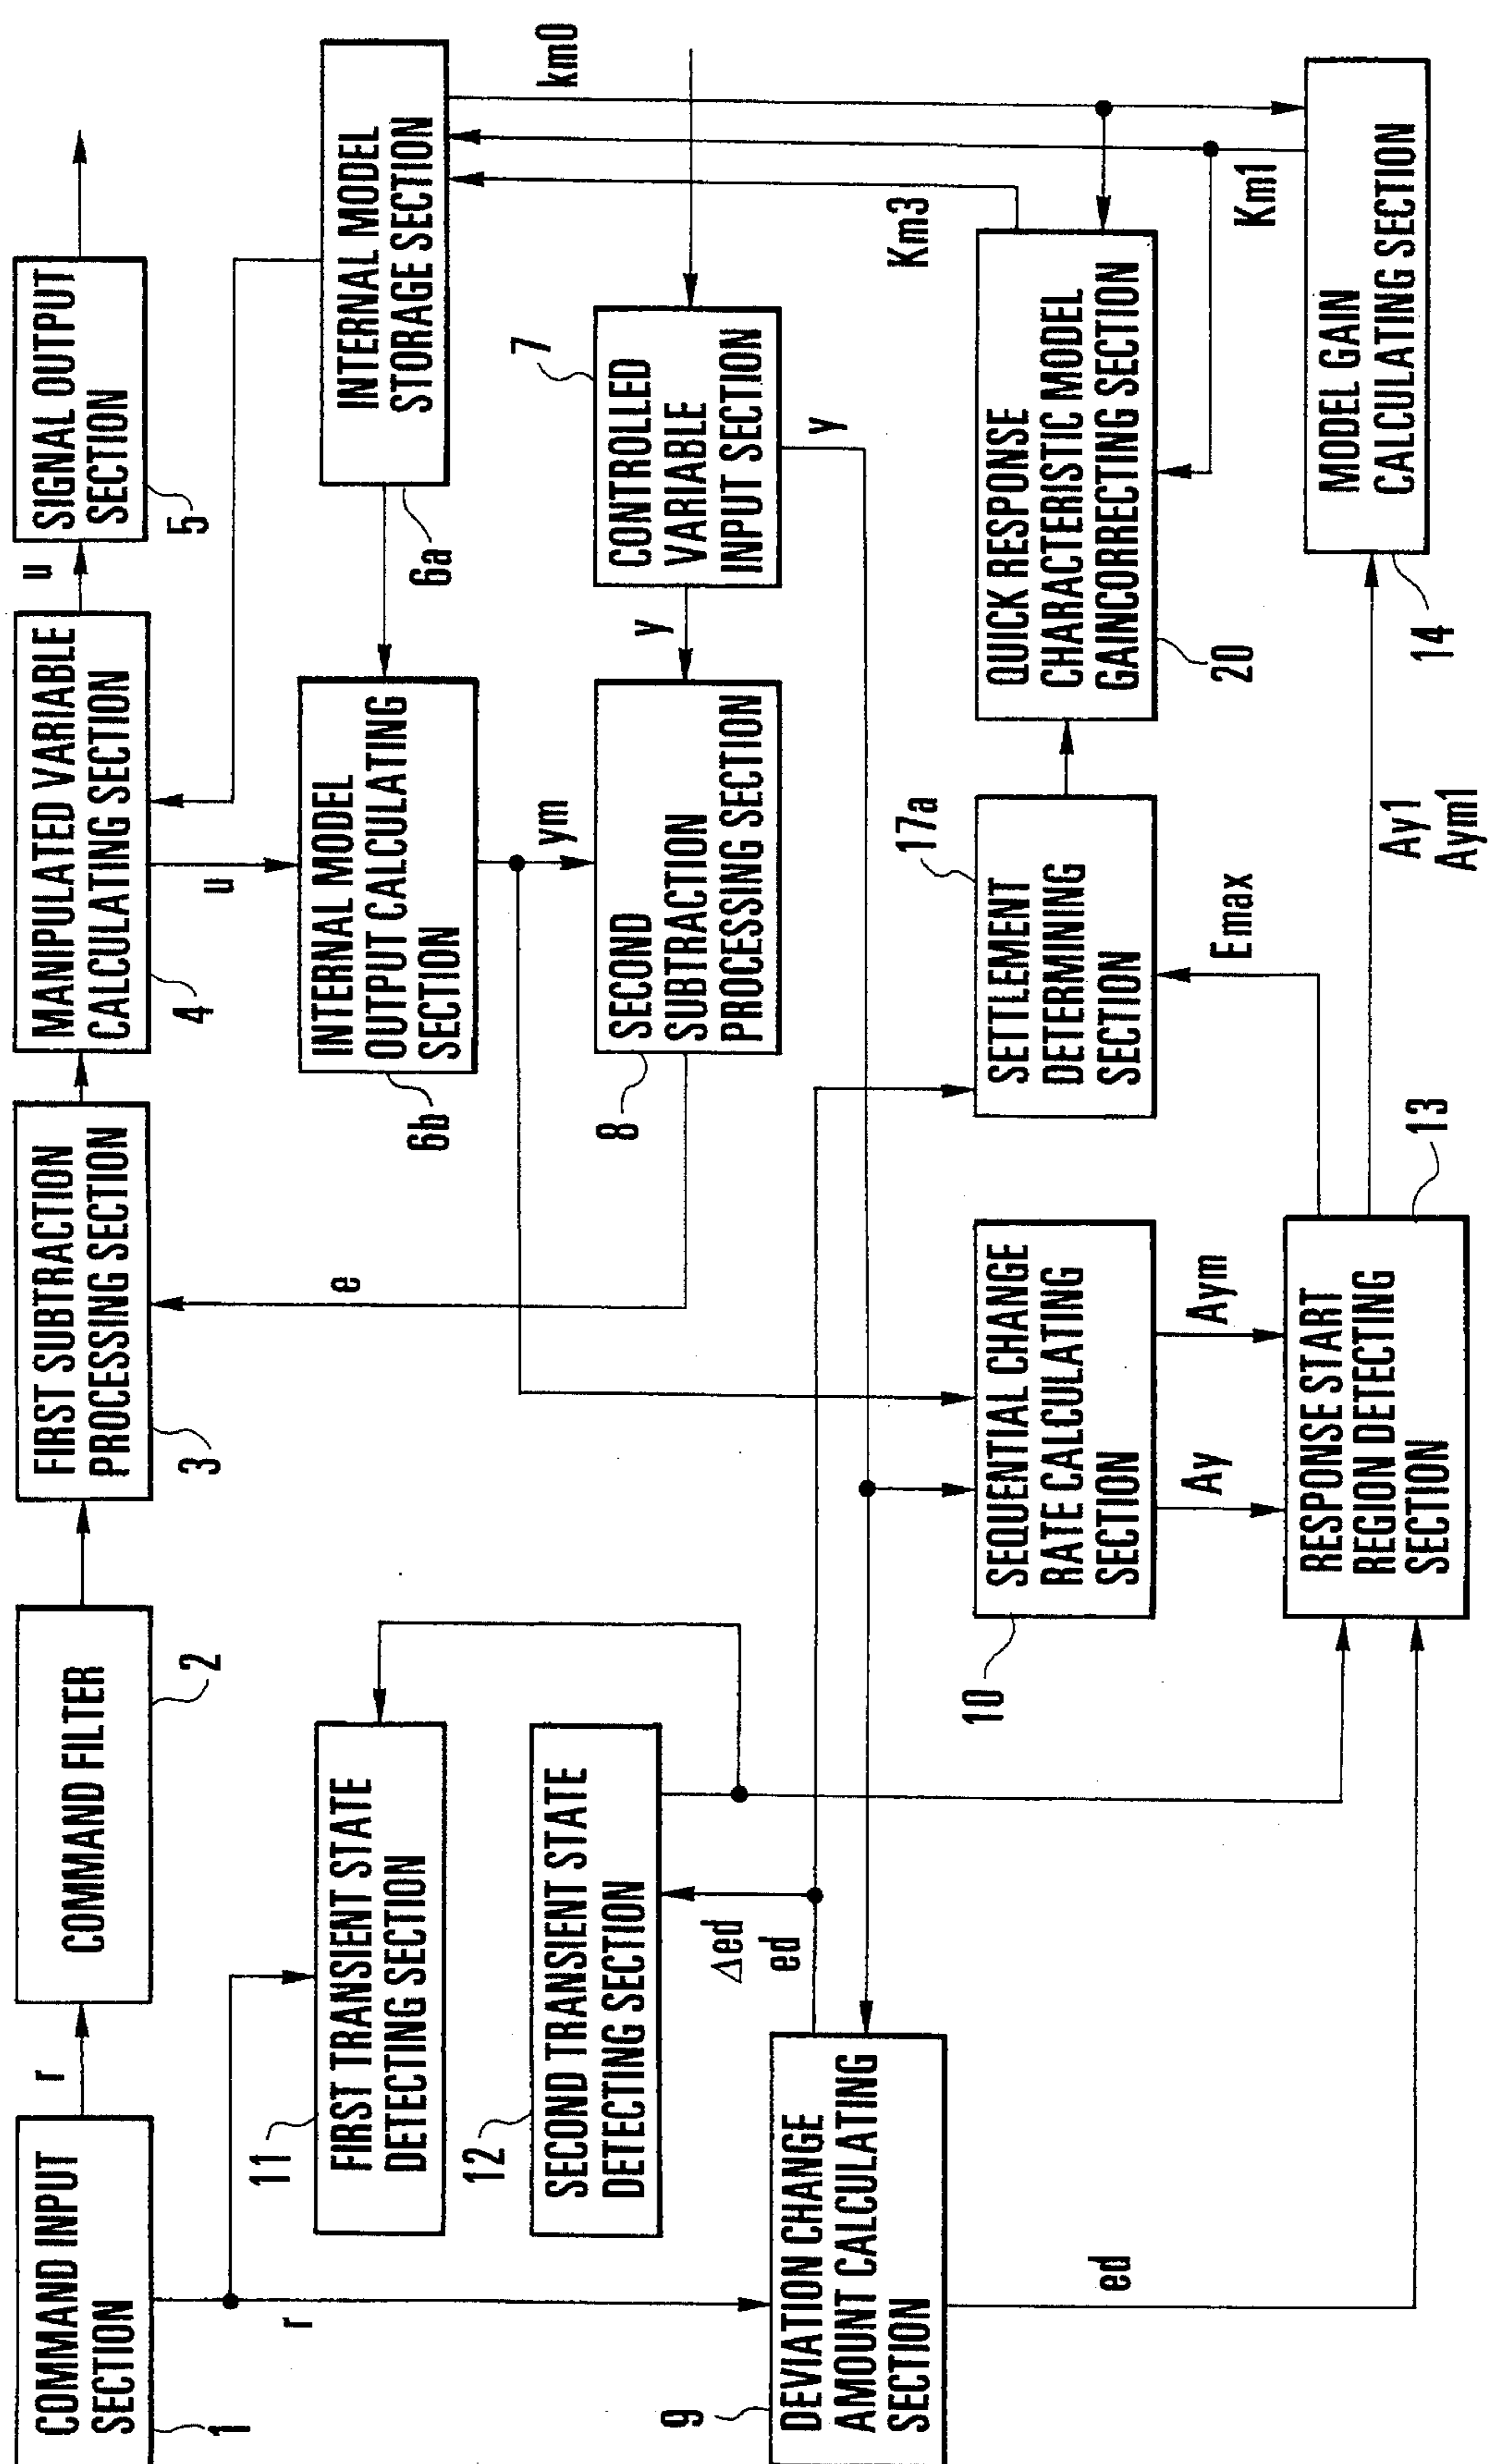 COMMAND INPUT
SECTION
1
r
COMMAND FILTER
2
FIRST SUBTRACTION
PROCESSING SECTION
3
MANIPULATED VARIABLE
CALCULATING SECTION
4
u
SIGNAL OUTPUT
SECTION
5
r
11
FIRST TRANSIENT STATE
DETECTING SECTION
e
6b
INTERNAL MODEL
OUTPUT CALCULATING
SECTION
u
6a
INTERNAL MODEL
STORAGE SECTION
km0
12
SECOND TRANSIENT STATE
DETECTING SECTION
ym
8
SECOND
SUBTRACTION
PROCESSING SECTION
y
7
CONTROLLED
VARIABLE
INPUT SECTION
y
Δed
ed
9
DEVIATION CHANGE
AMOUNT CALCULATING
SECTION
ed
10
SEQUENTIAL CHANGE
RATE CALCULATING
SECTION
17a
SETTLEMENT
DETERMINING
SECTION
QUICK RESPONSE
CHARACTERISTIC MODEL
GAINCORRECTING SECTION
20
Km3
Km1
Ay
Aym
Emax
RESPONSE START
REGION DETECTING
SECTION
13
Ay1
Aym1
14
MODEL GAIN
CALCULATING SECTION